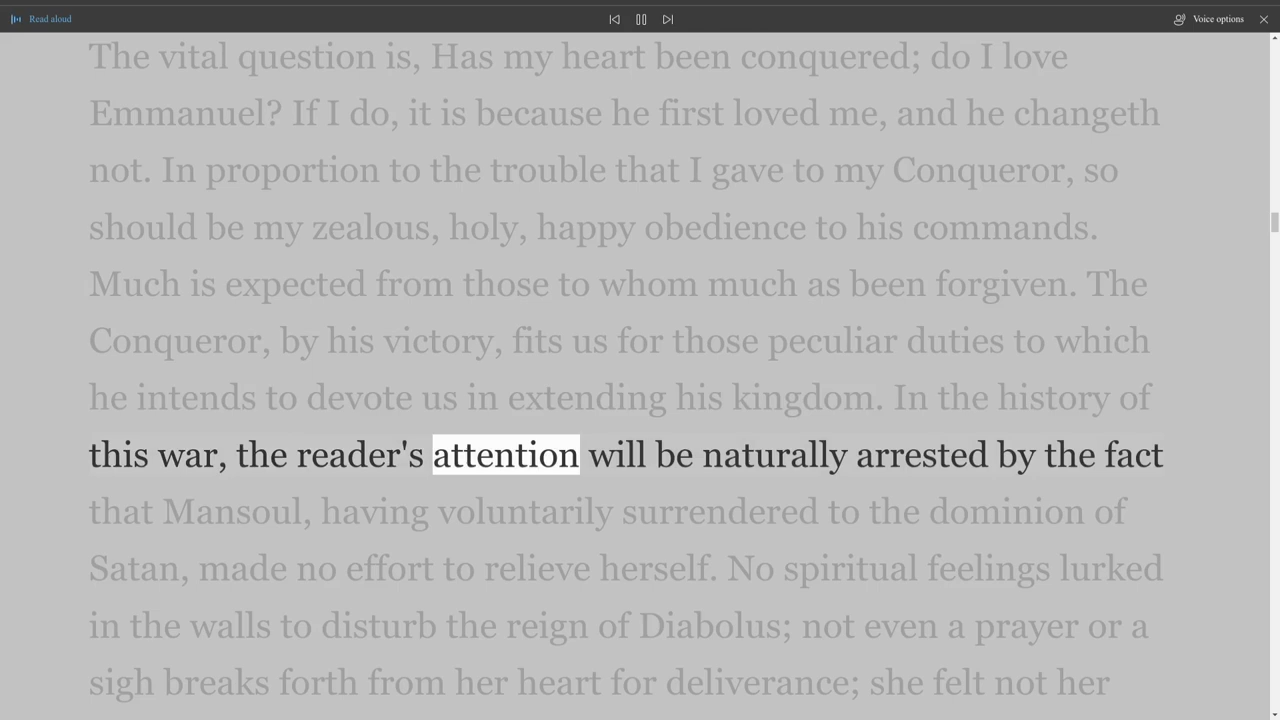 Read aloud
Voice options
The vital question is, Has my heart been conquered; do I love
Emmanuel? If I do, it is because he first loved me, and he changeth
not. In proportion to the trouble that I gave to my Conqueror, so
should be my zealous, holy, happy obedience to his commands.
Much is expected from those to whom much as been forgiven. The
Conqueror, by his victory, fits us for those peculiar duties to which
he intends to devote us in extending his kingdom. In the history of
this war, the reader's attention will be naturally arrested by the fact
that Mansoul, having voluntarily surrendered to the dominion of
Satan, made no effort to relieve herself. No spiritual feelings lurked
in the walls to disturb the reign of Diabolus; not even a prayer or a
sigh breaks forth from her heart for deliverance; she felt not her